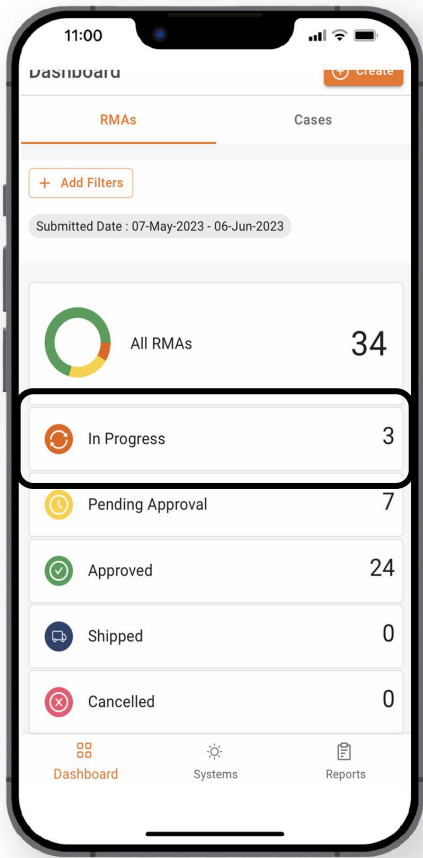 11:00
Dashboard
Create
RMAs
Cases
+ Add Filters
Submitted Date : 07-May-2023 - 06-Jun-2023
All RMAs 34
In Progress 3
Pending Approval 7
Approved 24
Shipped 0
Cancelled 0
Dashboard
Systems
Reports